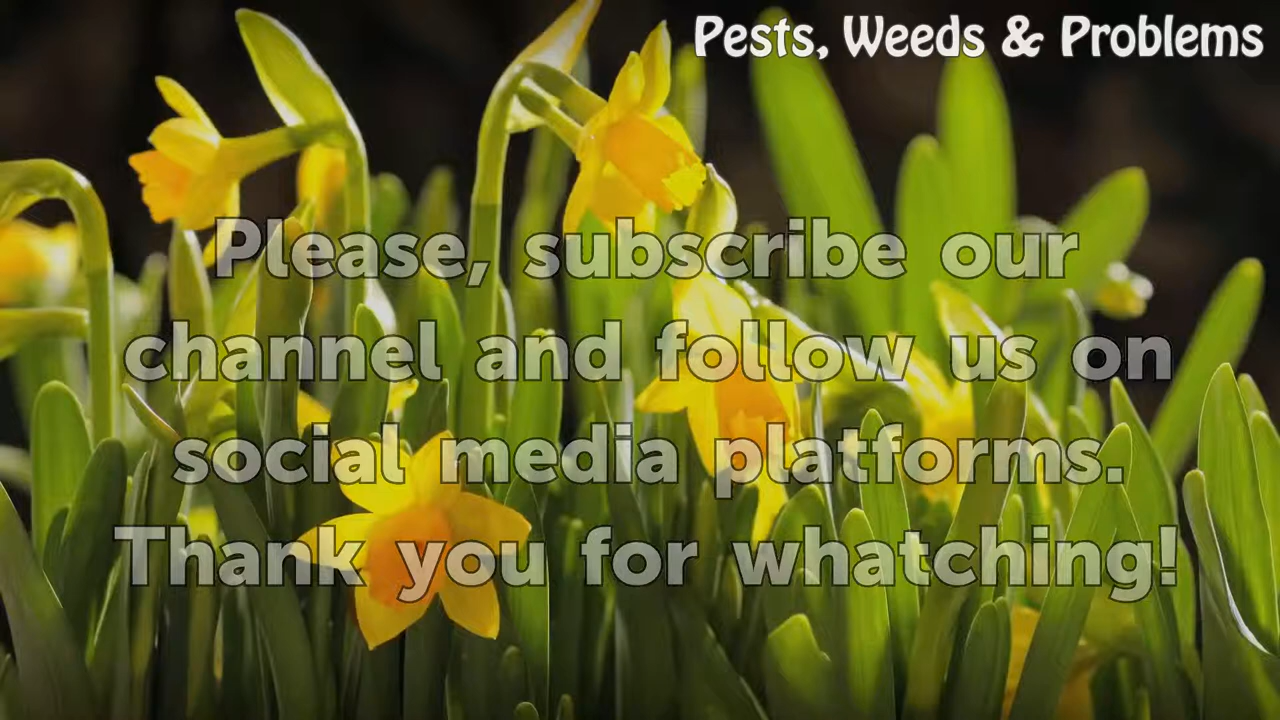 Pests, Weeds & Problems
Please, subscribe our
channel and follow us on
social media platforms.
Thank you for whatching!